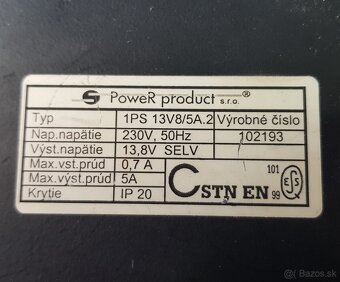 PoweR product s.r.o. ®
Typ 1PS 13V8/5A.2 Výrobné číslo
Nap.napätie 230V, 50Hz 102193
Výst.napätie 13,8V SELV
Max.vst.prúd 0,7 A
Max.výst.prúd 5A
Krytie IP 20
C STN EN 101 99
© Bazos.sk